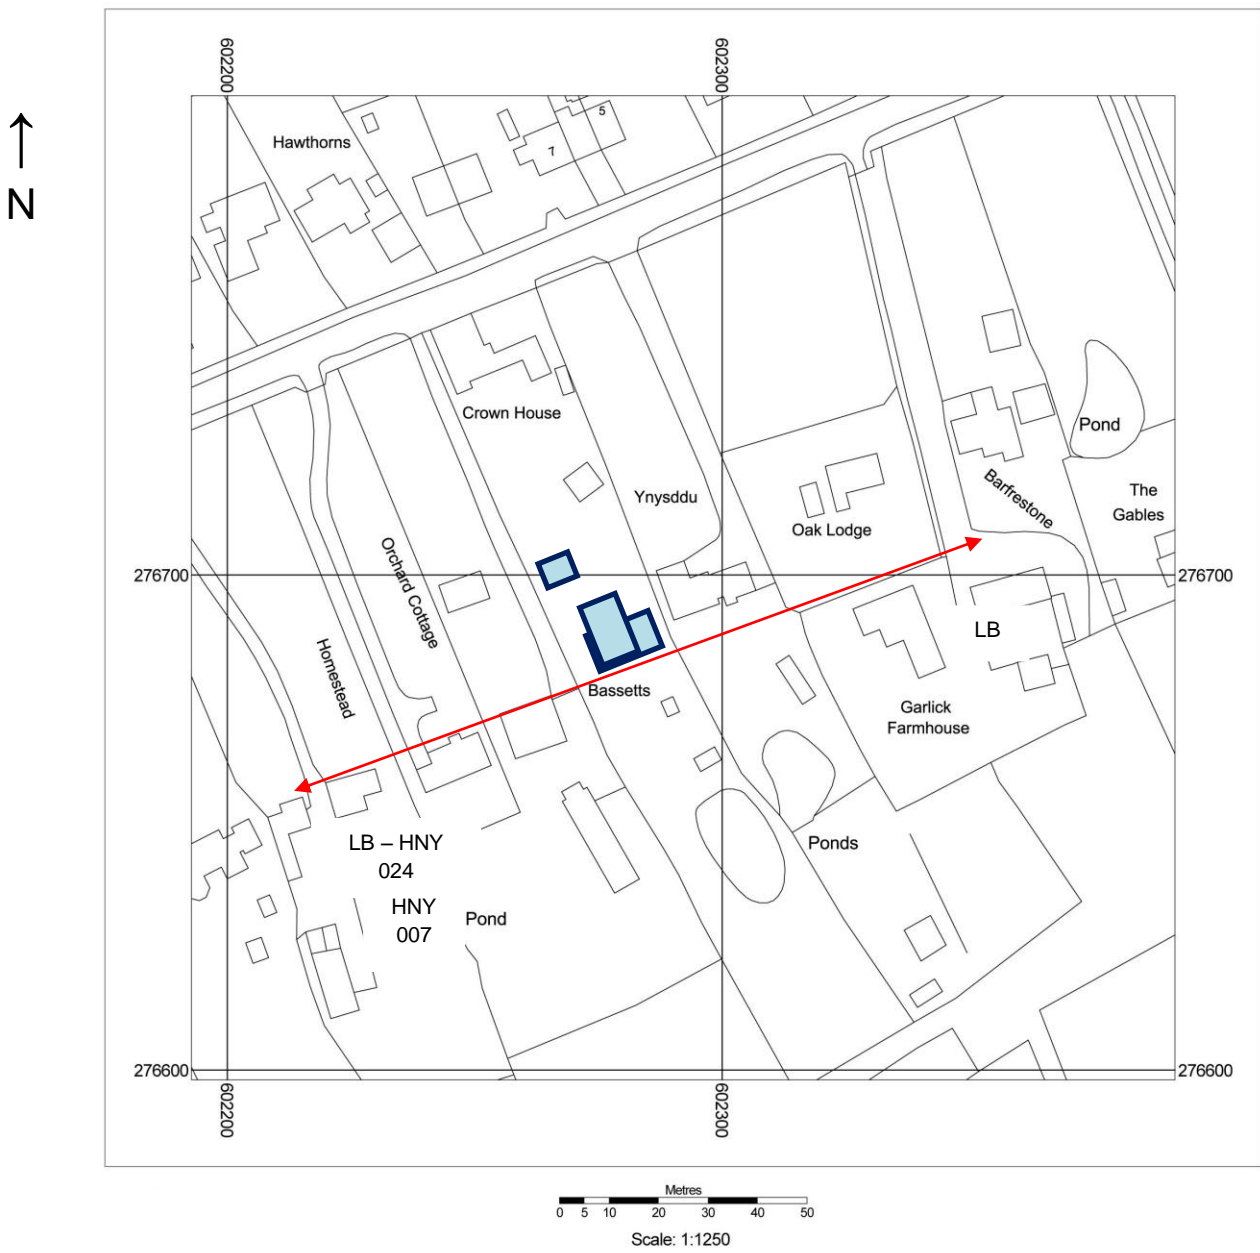 602200
602300
5
7
N
Hawthorns
Crown House
Pond
The
Gables
Barfrestone
Ynysddu
Oak Lodge
Orchard Cottage
276700
276700
Homestead
LB
Bassetts
Garlick
Farmhouse
LB – HNY
024
Ponds
HNY
007
Pond
276600
276600
602200
602300
Metres
0 5 10 20 30 40 50
Scale: 1:1250